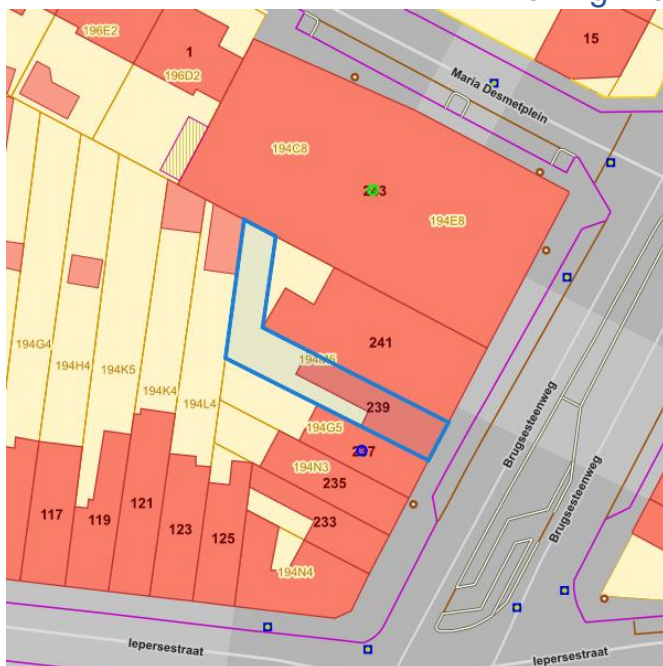 196E2
1
15
196D2
Maria Desmetplein
194C8
194E8
194G4
241
194H4
194K5
239
194K4
Brugsesteenweg
194L4
194G5
194N3
235
Brugsesteenweg
117
119
121
123
125
233
194N4
Iepersestraat
Iepersestraat